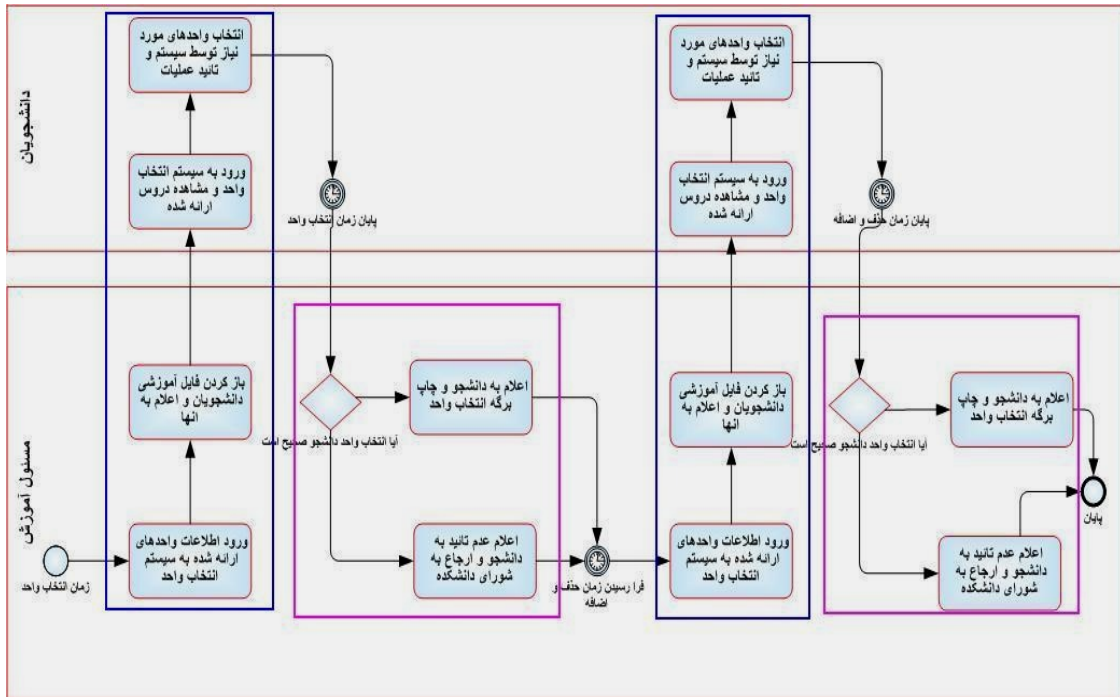 دانشجویان
انتخاب واحدهای مورد
نیاز توسط سیستم و
تائید عملیات
ورود به سیستم انتخاب
واحد و مشاهده دروس
ارائه شده
پایان زمان انتخاب واحد
انتخاب واحدهای مورد
نیاز توسط سیستم و
تائید عملیات
ورود به سیستم انتخاب
واحد و مشاهده دروس
ارائه شده
پایان زمان حذف و اضافه
مسئول آموزش
زمان انتخاب واحد
باز کردن فایل آموزشی
دانشجویان و اعلام به
انها
ورود اطلاعات واحدهای
ارائه شده به سیستم
انتخاب واحد
آیا انتخاب واحد دانشجو صحیح است
اعلام به دانشجو و چاپ
برگه انتخاب واحد
اعلام عدم تائید به
دانشجو و ارجاع به
شورای دانشکده
فرا رسیدن زمان حذف و
اضافه
باز کردن فایل آموزشی
دانشجویان و اعلام به
انها
ورود اطلاعات واحدهای
ارائه شده به سیستم
انتخاب واحد
آیا انتخاب واحد دانشجو صحیح است
اعلام به دانشجو و چاپ
برگه انتخاب واحد
اعلام عدم تائید به
دانشجو و ارجاع به
شورای دانشکده
پایان